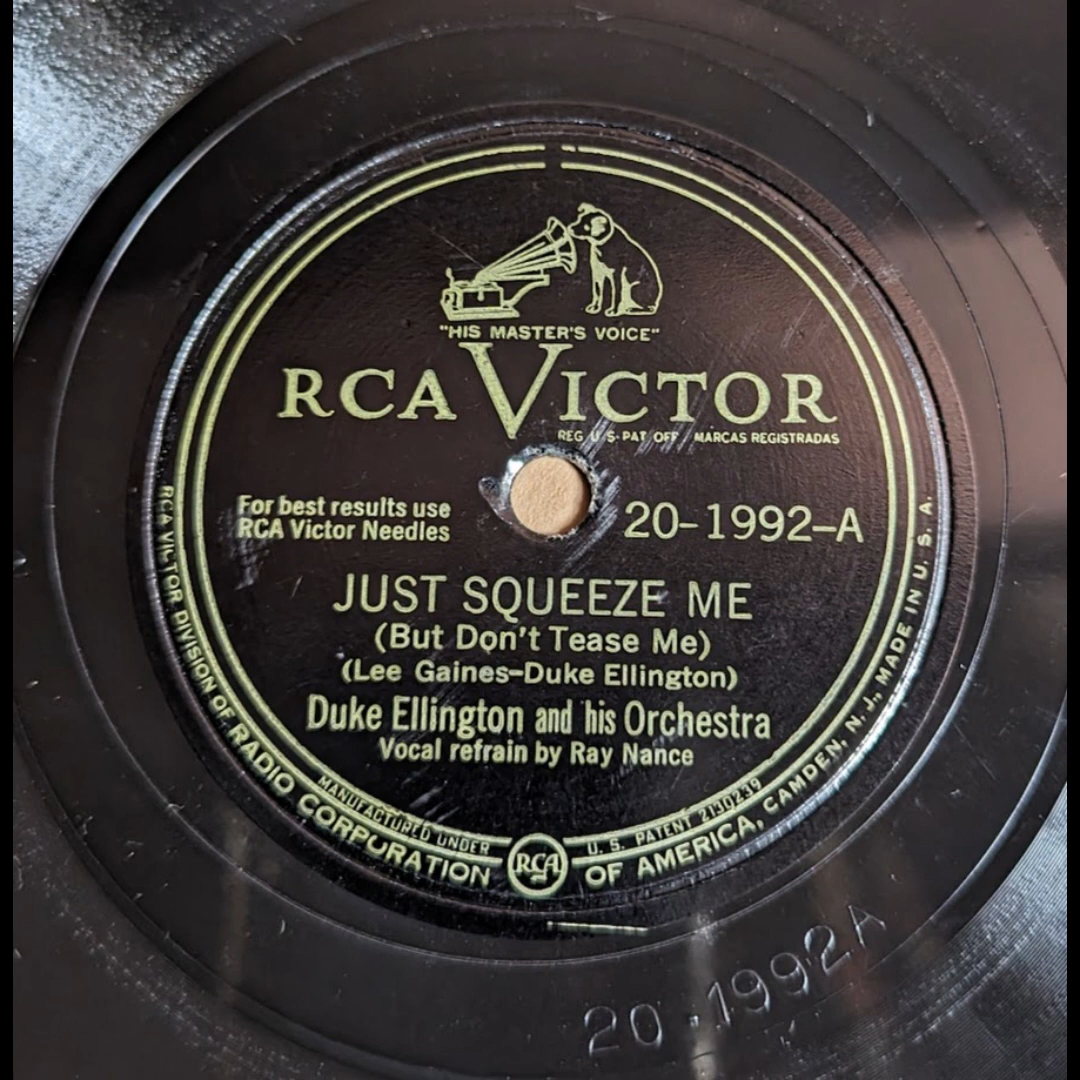 "HIS MASTER'S VOICE"
RCA VICTOR
REG. U.S. PAT. OFF. MARCAS REGISTRADAS
For best results use
RCA Victor Needles
20-1992-A
JUST SQUEEZE ME
(But Don't Tease Me)
(Lee Gaines-Duke Ellington)
Duke Ellington and his Orchestra
Vocal refrain by Ray Nance
MANUFACTURED UNDER U. S. PATENT 2130239
RCA
RCA VICTOR DIVISION OF RADIO CORPORATION OF AMERICA, CAMDEN, N. J., MADE IN U. S. A.
20-1992A